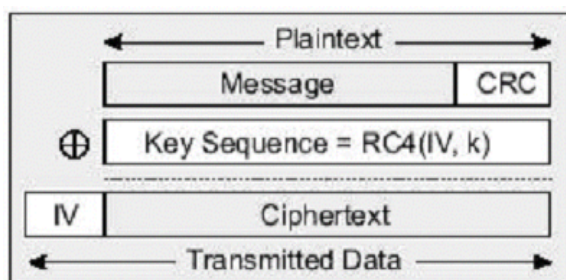 Plaintext
Message CRC
⊕ Key Sequence = RC4(IV, k)
IV Ciphertext
Transmitted Data